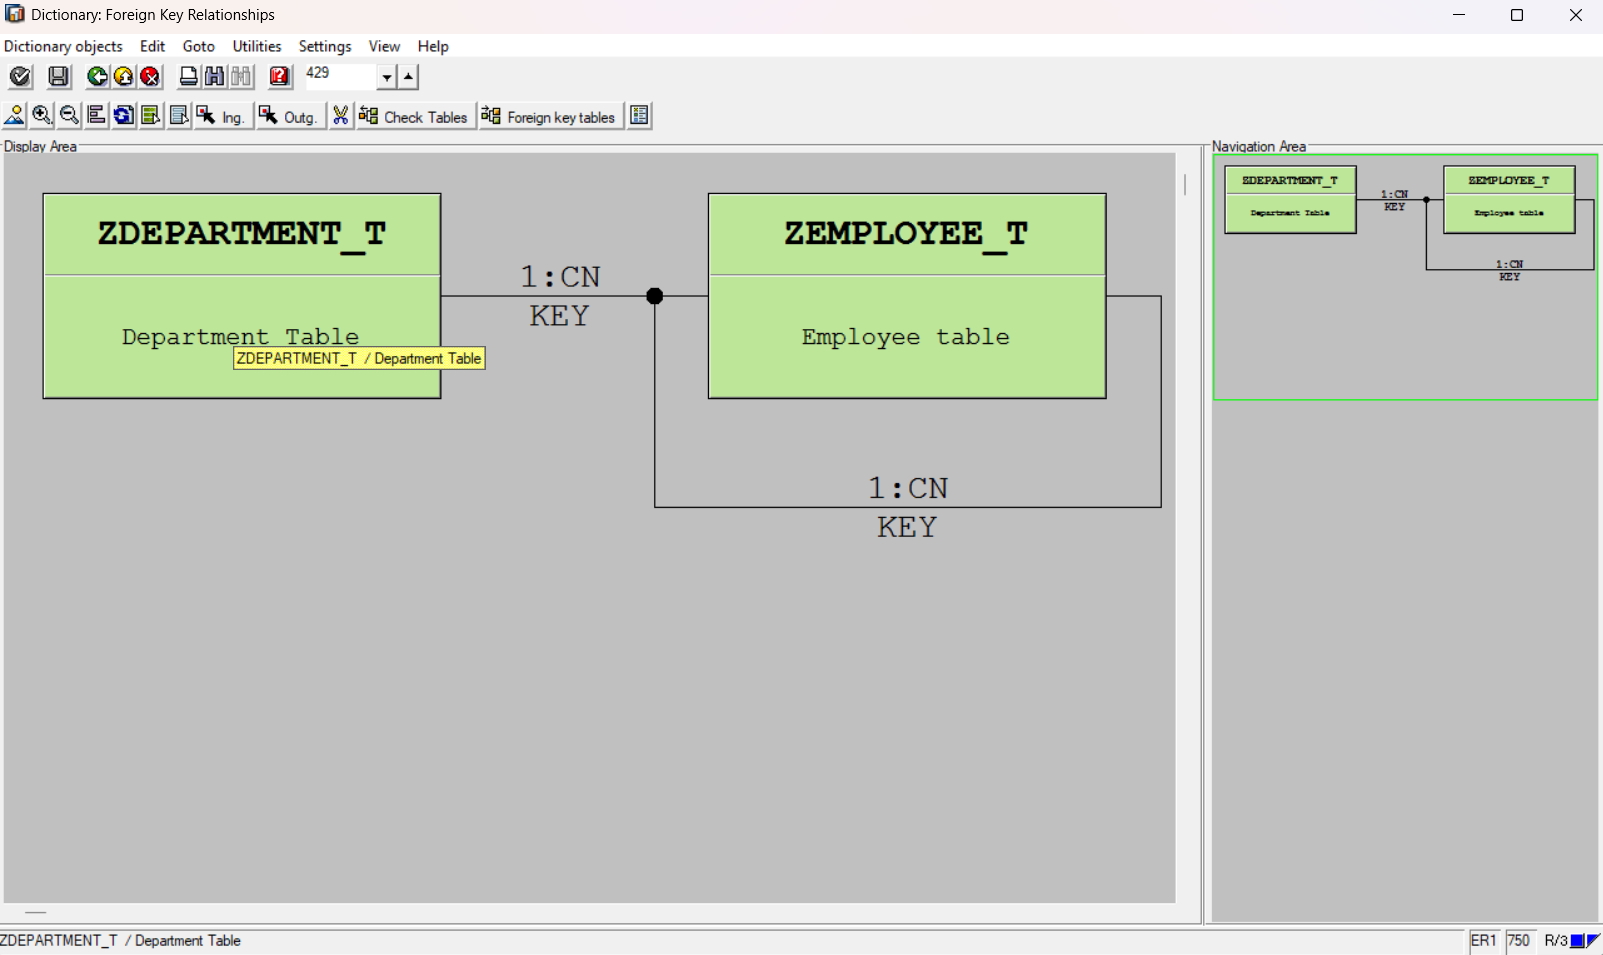 Dictionary: Foreign Key Relationships
Dictionary objects Edit Goto Utilities Settings View Help
429
Ing. Outg. Check Tables Foreign key tables
Display Area
Navigation Area
ZDEPARTMENT_T
Department Table
ZDEPARTMENT_T / Department Table
1:CN
KEY
ZEMPLOYEE_T
Employee table
1:CN
KEY
ZDEPARTMENT_T
Department Table
1:CN
KEY
ZEMPLOYEE_T
Employee table
1:CN
KEY
ZDEPARTMENT_T / Department Table
ER1 750 R/3